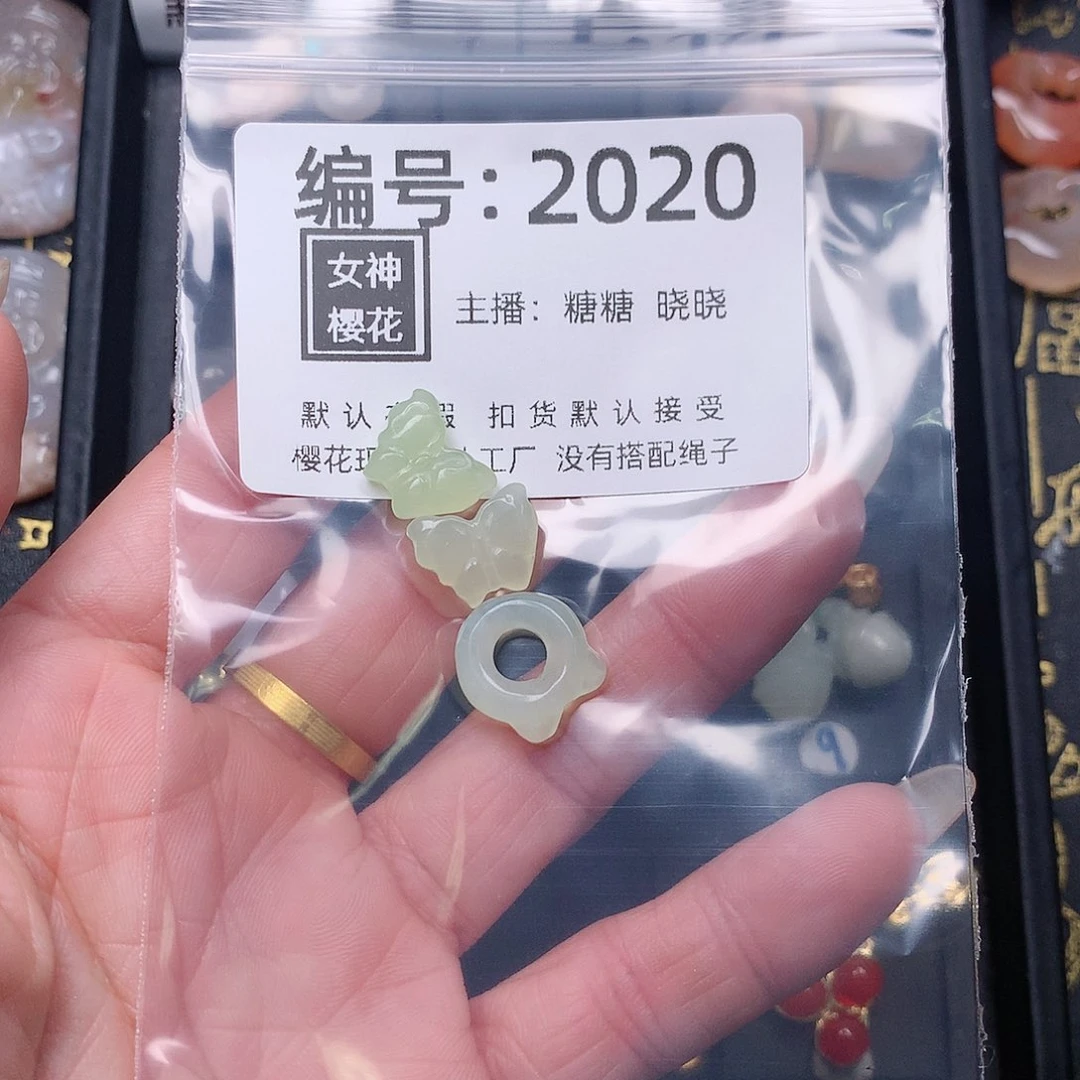 编号:2020
女神
樱花
主播: 糖糖 晓晓
默认 扣货默认接受
樱花 工厂 没有搭配绳子
9